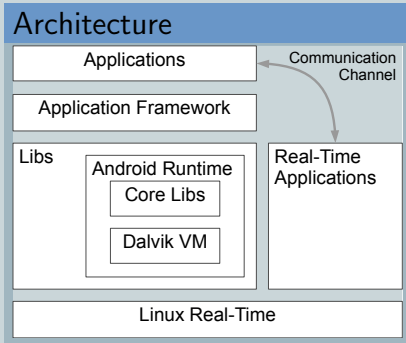 Architecture
Applications
Communication
Channel
Application Framework
Libs
Android Runtime
Core Libs
Dalvik VM
Real-Time
Applications
Linux Real-Time